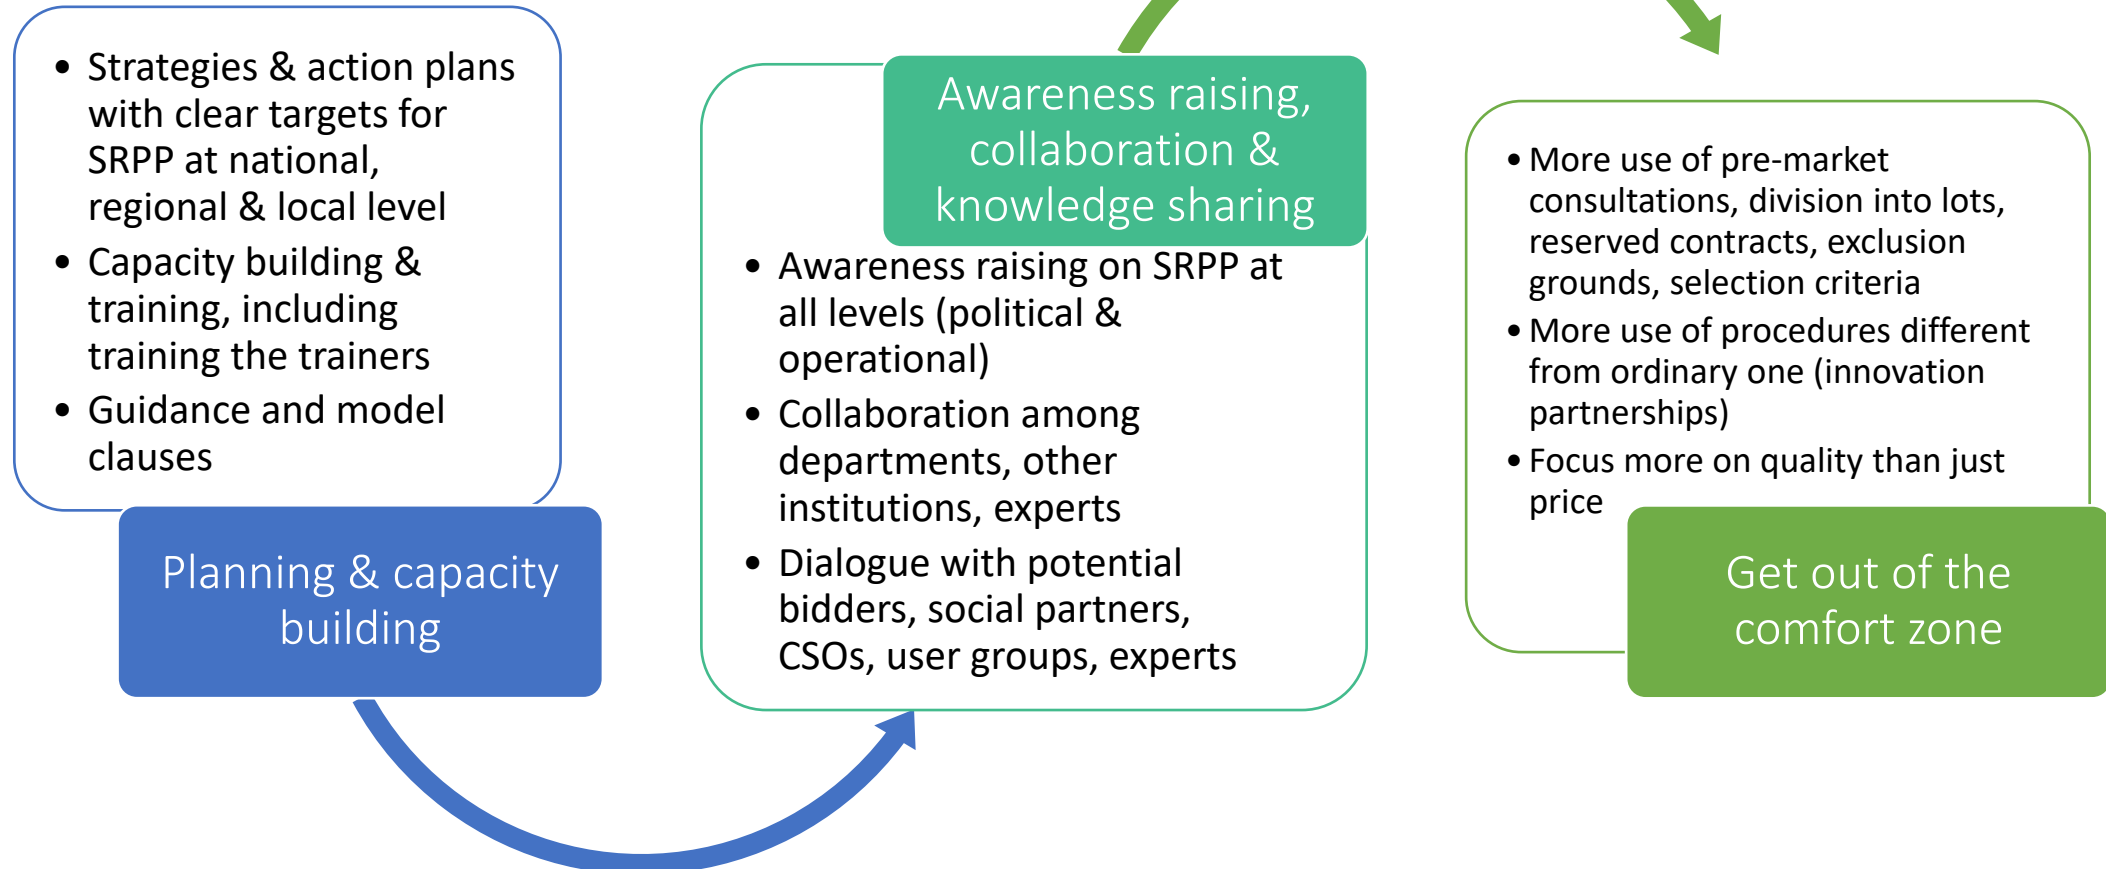 • Strategies & action plans
with clear targets for
SRPP at national,
regional & local level
• Capacity building &
training, including
training the trainers
• Guidance and model
clauses
Planning & capacity
building
Awareness raising,
collaboration &
knowledge sharing
• Awareness raising on SRPP at
all levels (political &
operational)
• Collaboration among
departments, other
institutions, experts
• Dialogue with potential
bidders, social partners,
CSOs, user groups, experts
• More use of pre-market
consultations, division into lots,
reserved contracts, exclusion
grounds, selection criteria
• More use of procedures different
from ordinary one (innovation
partnerships)
• Focus more on quality than just
price
Get out of the
comfort zone